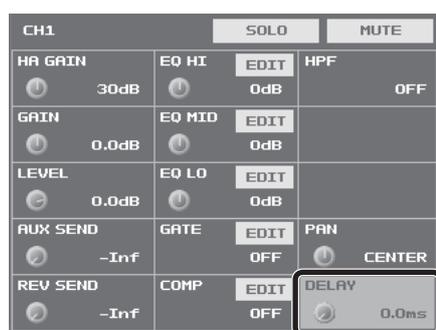 CH1 SOLO MUTE
HA GAIN EQ HI EDIT HPF
30dB 0dB OFF
GAIN EQ MID EDIT
0.0dB 0dB
LEVEL EQ LO EDIT
0.0dB 0dB
AUX SEND GATE EDIT PAN
-Inf OFF CENTER
REV SEND COMP EDIT DELAY
-Inf OFF 0.0ms